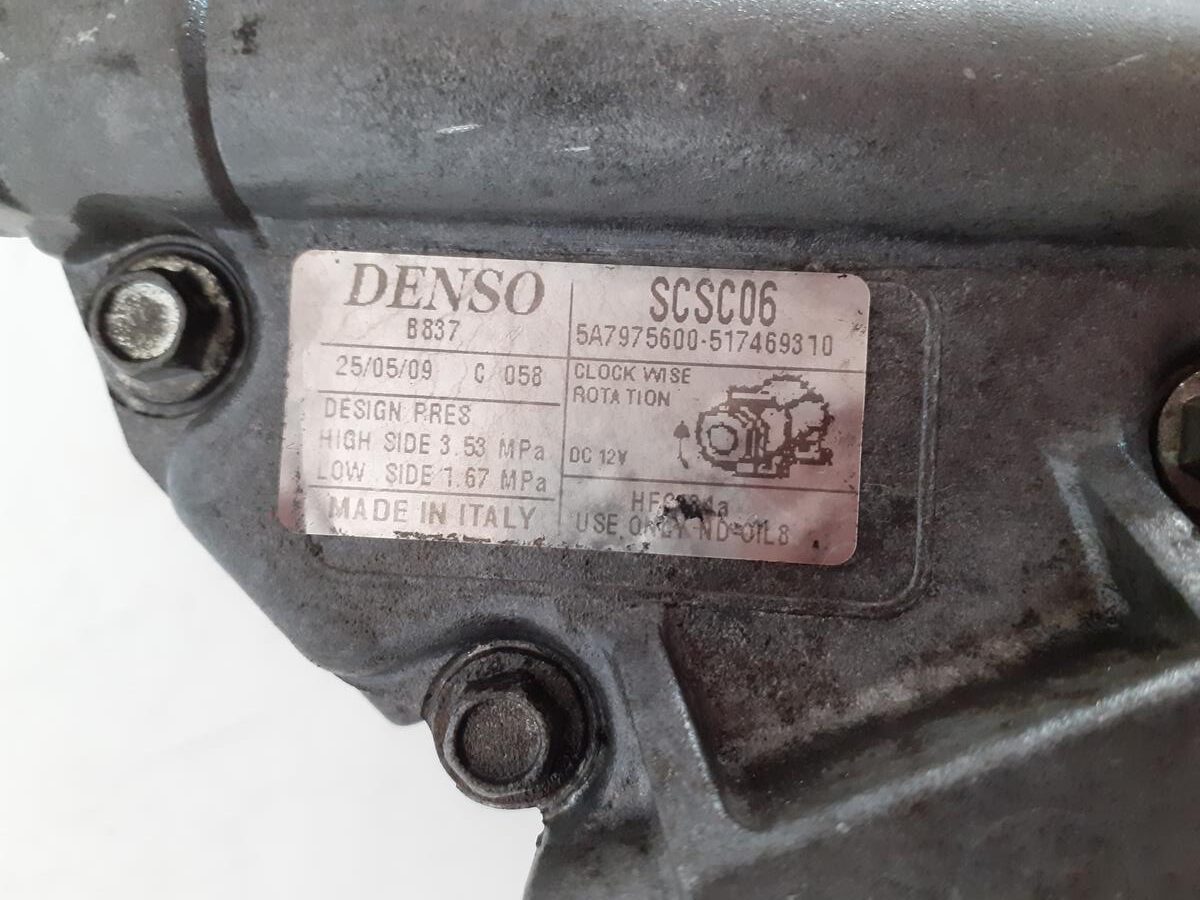 DENSO
B837
25/05/09 C 058
DESIGN PRES
HIGH SIDE 3.53 MPa
LOW SIDE 1.67 MPa
MADE IN ITALY
SCSC06
5A7975600-517469310
CLOCK WISE
ROTATION
DC 12V
USE ONLY ND-OIL8